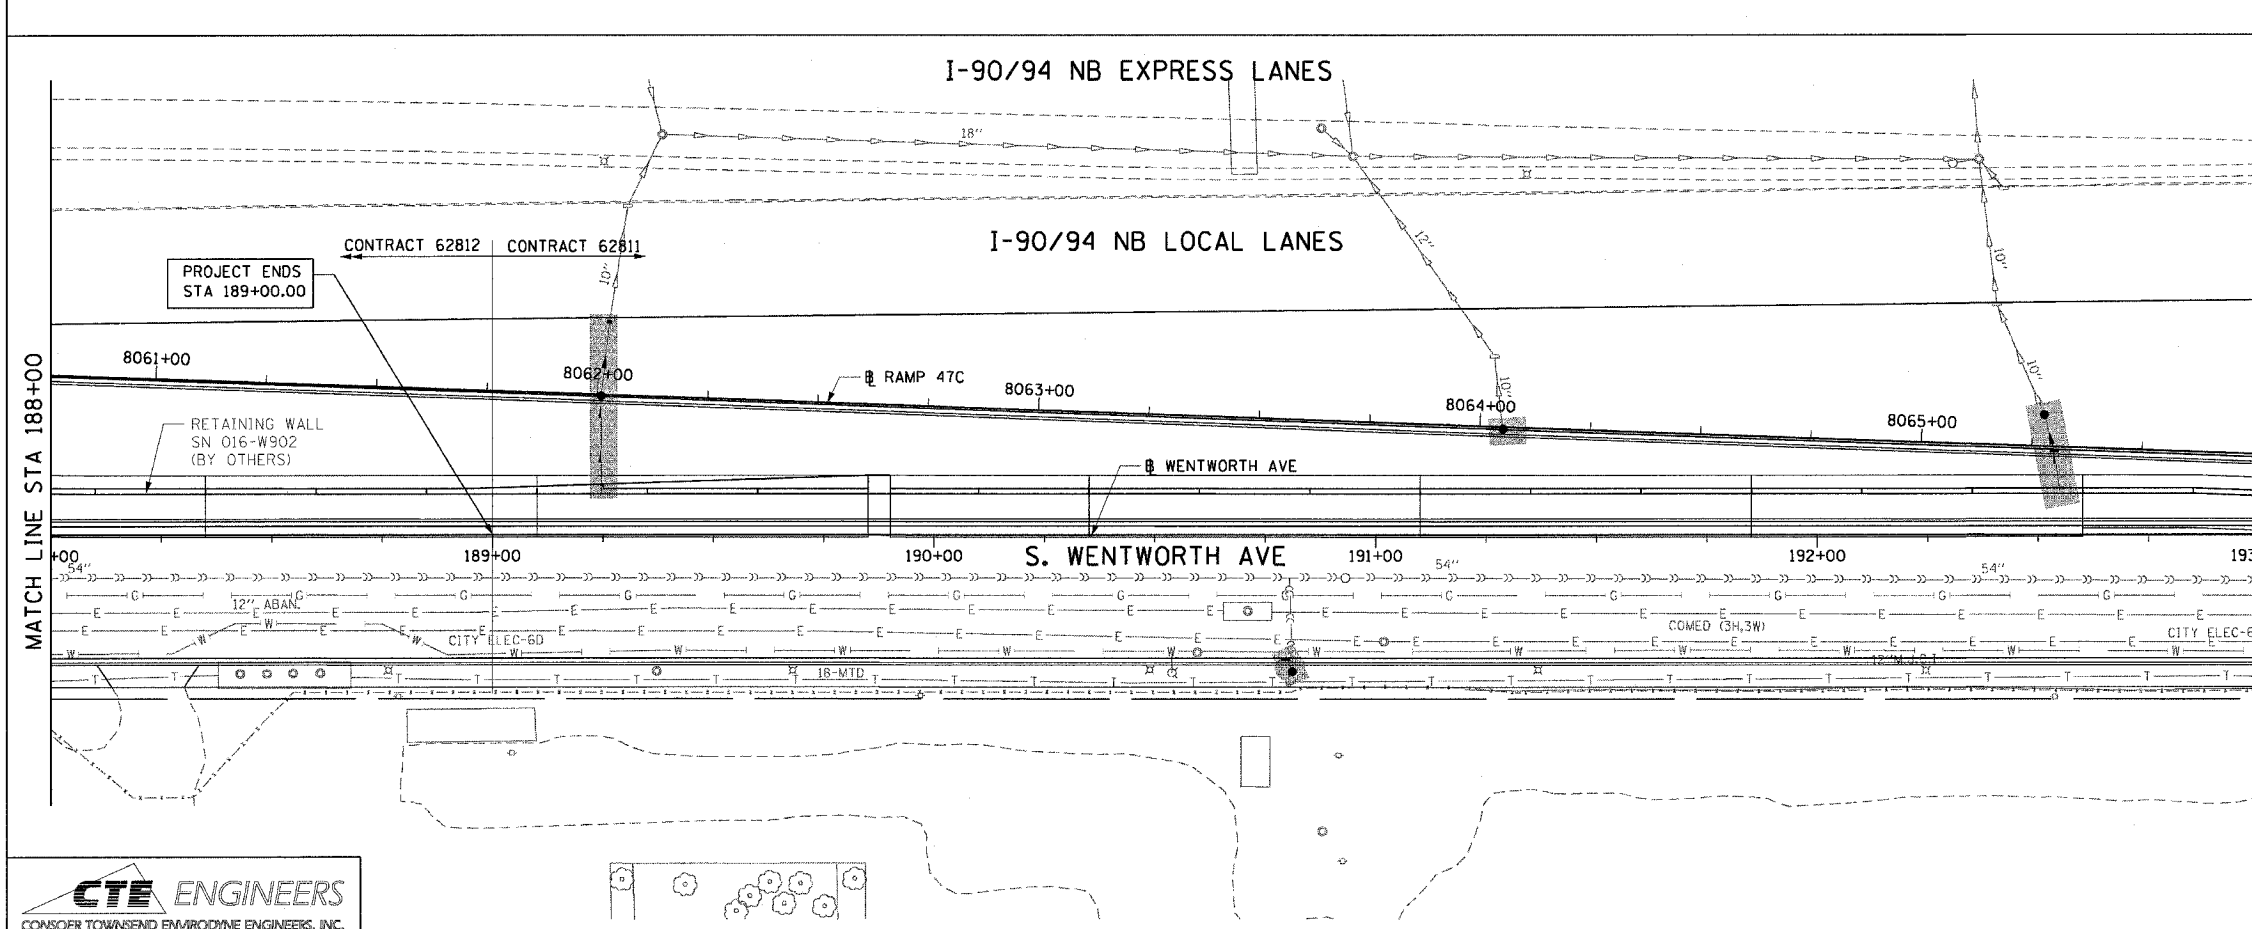 I-90/94 NB EXPRESS LANES
18"
CONTRACT 62812
CONTRACT 62811
I-90/94 NB LOCAL LANES
12"
10"
10"
PROJECT ENDS
STA 189+00.00
MATCH LINE STA 188+00
8061+00
8062+00
8063+00
8064+00
8065+00
10"
10"
℄ RAMP 47C
RETAINING WALL
SN 016-W902
(BY OTHERS)
℄ WENTWORTH AVE
+00
189+00
190+00
S. WENTWORTH AVE
191+00
192+00
193
54"
54"
54"
12" ABAN.
CITY ELEC-6D
COMED (3H,3W)
CITY ELEC-6
18-MTD
CTE ENGINEERS
CONSOER TOWNSEND ENVIRODYNE ENGINEERS, INC.